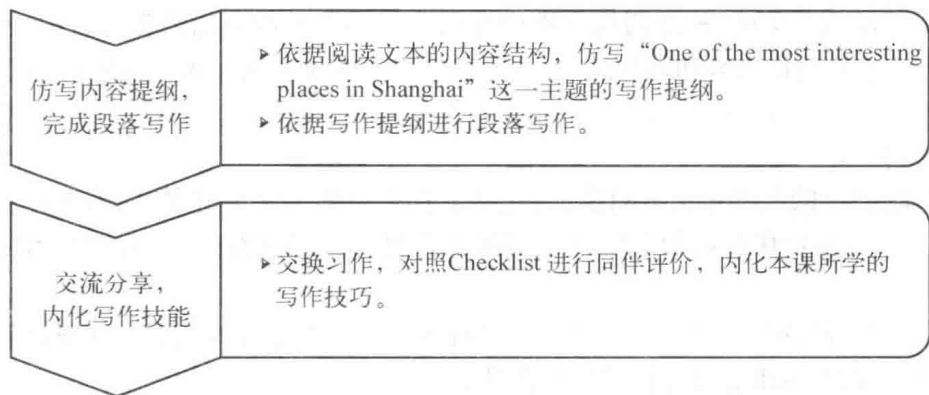 仿写内容提纲，
完成段落写作
▸依据阅读文本的内容结构，仿写“One of the most interesting
places in Shanghai”这一主题的写作提纲。
▸依据写作提纲进行段落写作。
交流分享，
内化写作技能
▸交换习作，对照Checklist 进行同伴评价，内化本课所学的
写作技巧。